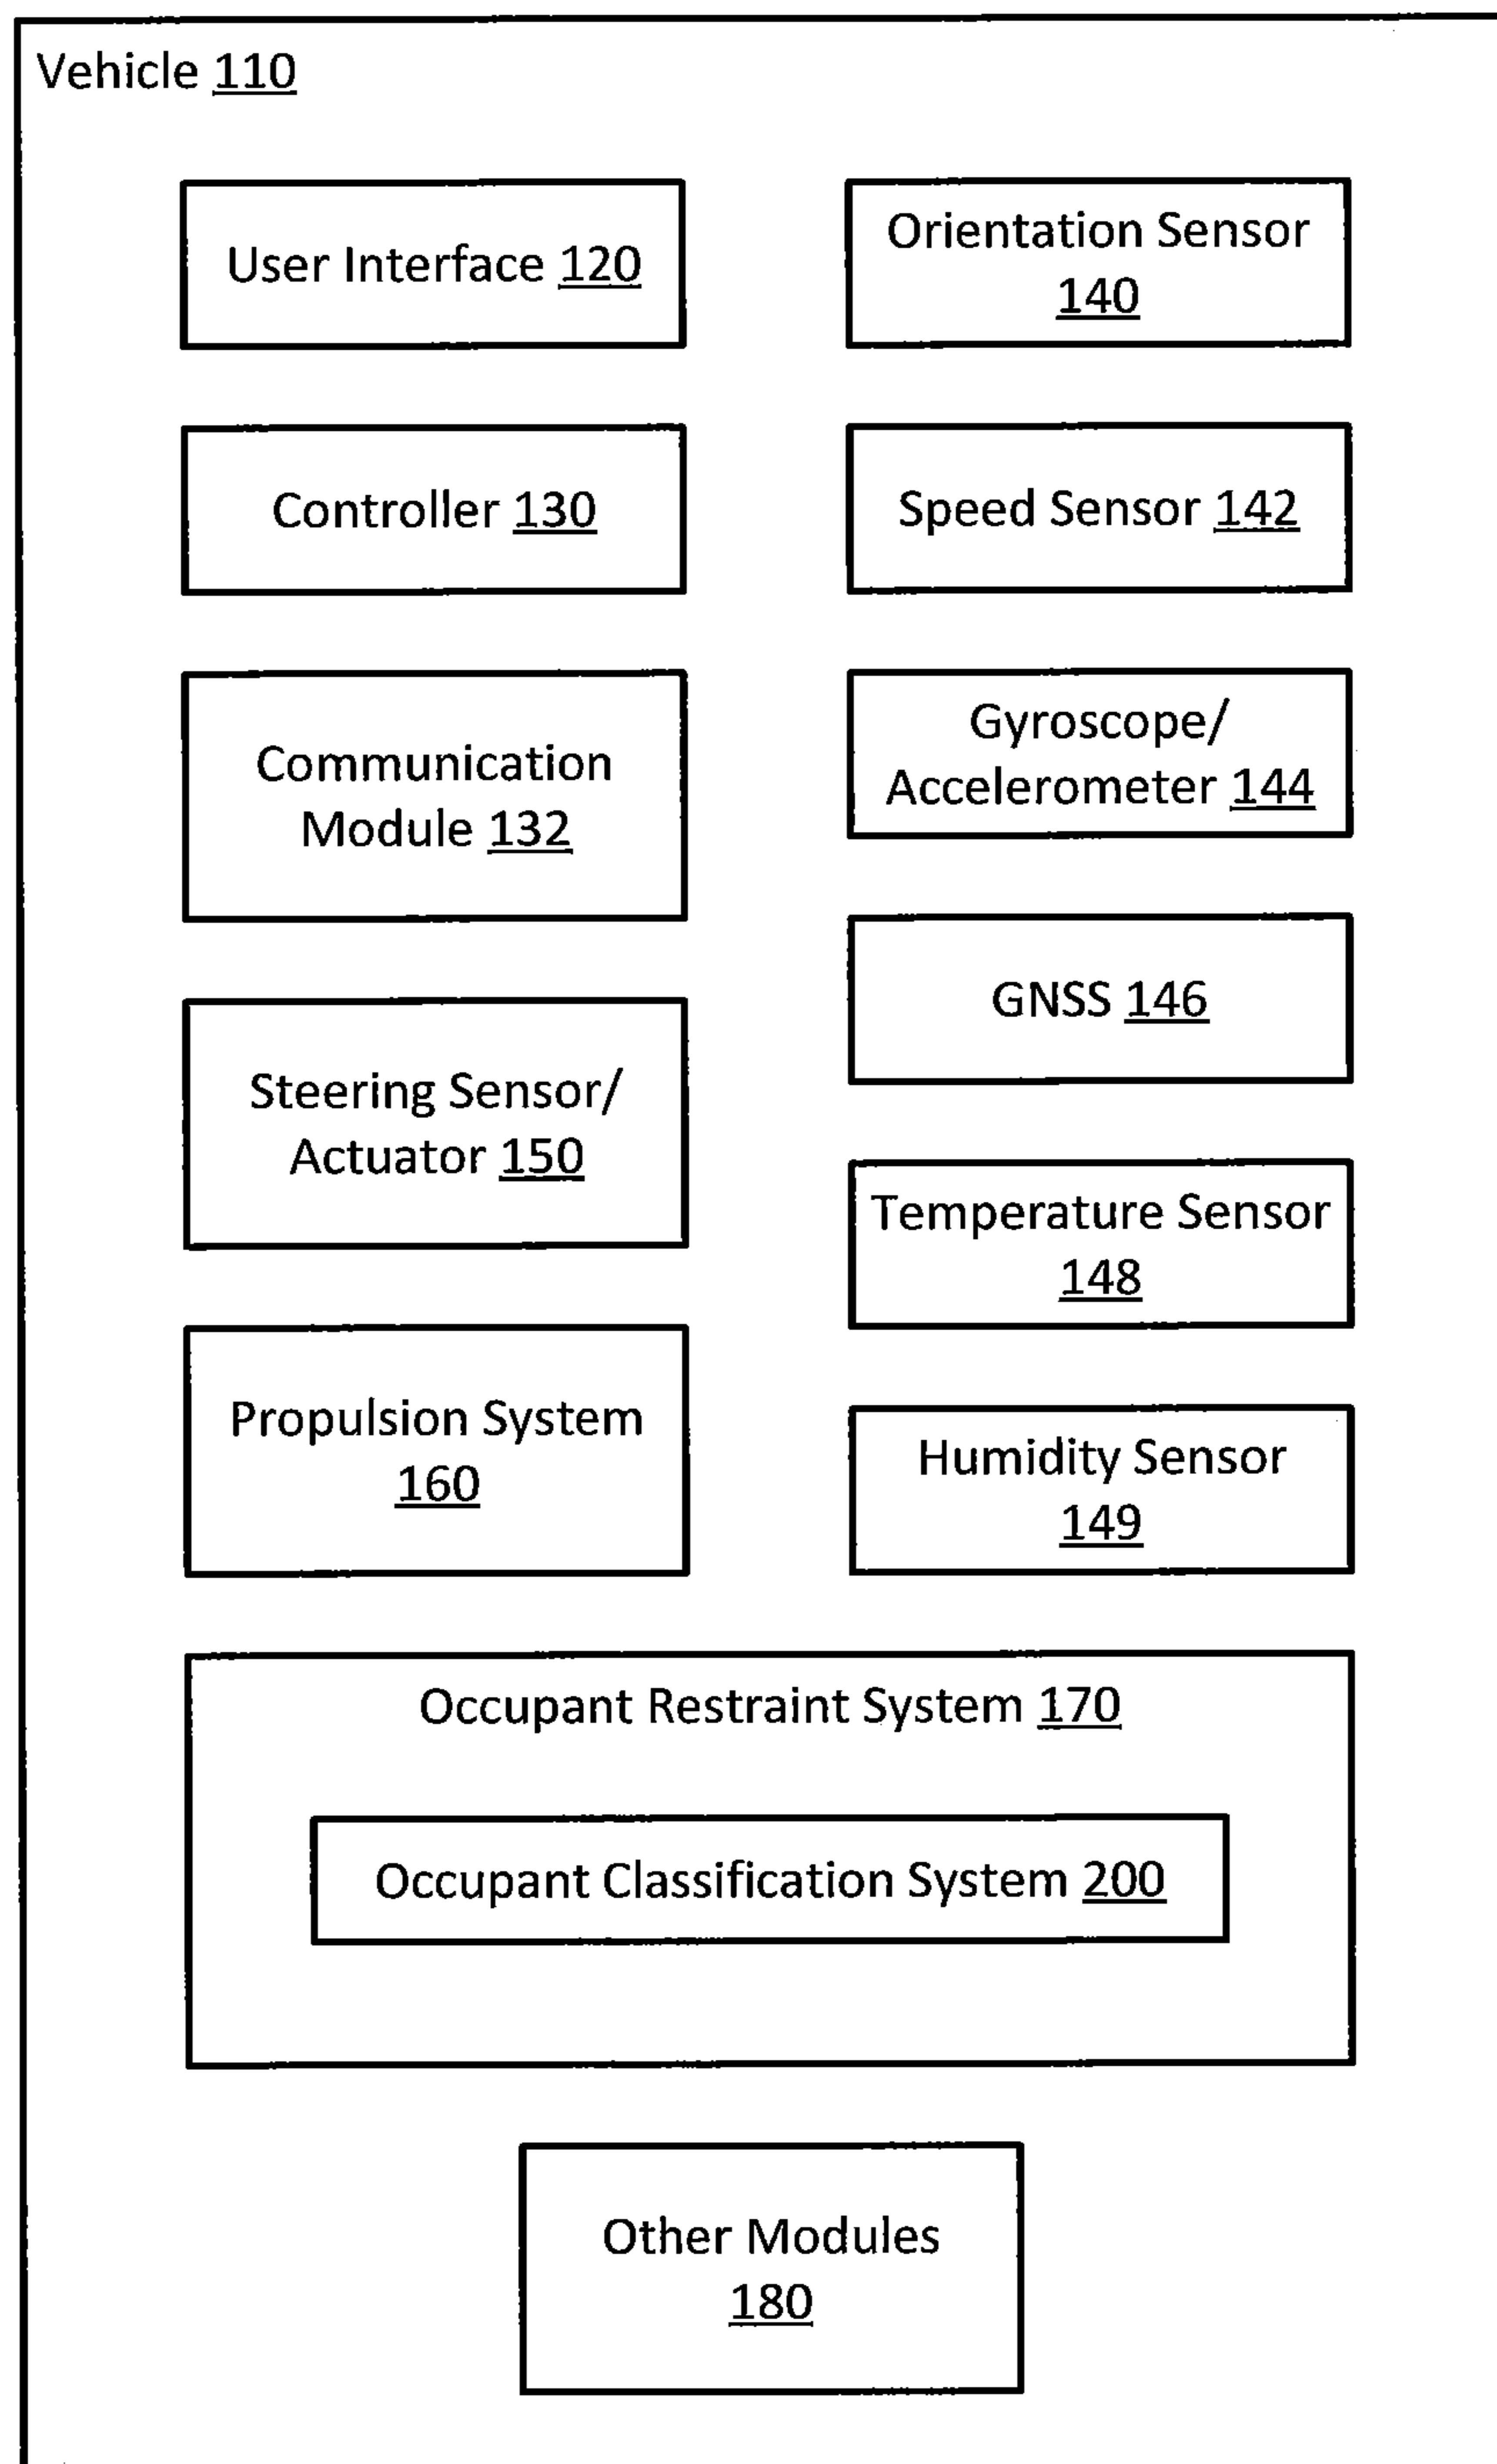 Vehicle 110
User Interface 120
Orientation Sensor
140
Controller 130
Speed Sensor 142
Communication
Module 132
Gyroscope/
Accelerometer 144
GNSS 146
Steering Sensor/
Actuator 150
Temperature Sensor
148
Propulsion System
160
Humidity Sensor
149
Occupant Restraint System 170
Occupant Classification System 200
Other Modules
180